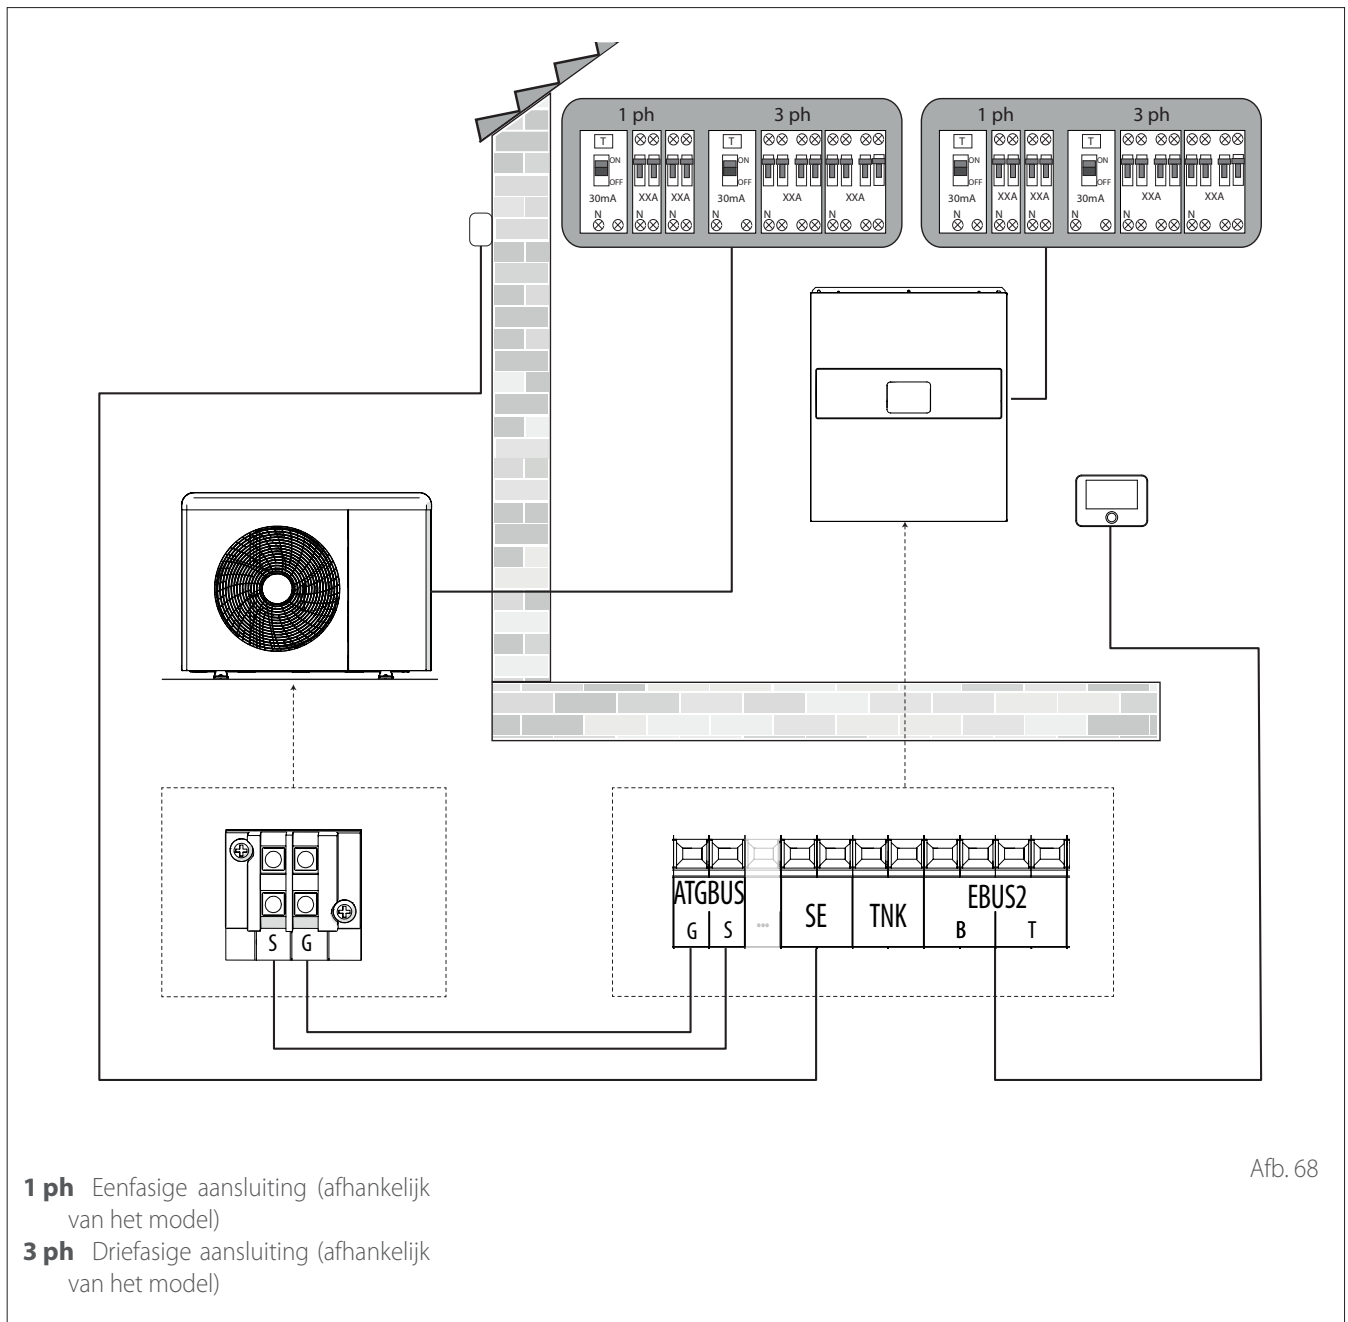 1 ph 3 ph 1 ph 3 ph
T T T T
ON ON ON ON
OFF OFF OFF OFF
30mA XXA XXA 30mA XXA XXA 30mA XXA XXA 30mA XXA XXA
N N N N N N N N
ATGBUS EBUS2
G S ... SE TNK B T
S G
Afb. 68
1 ph Eenfasige aansluiting (afhankelijk
van het model)
3 ph Driefasige aansluiting (afhankelijk
van het model)